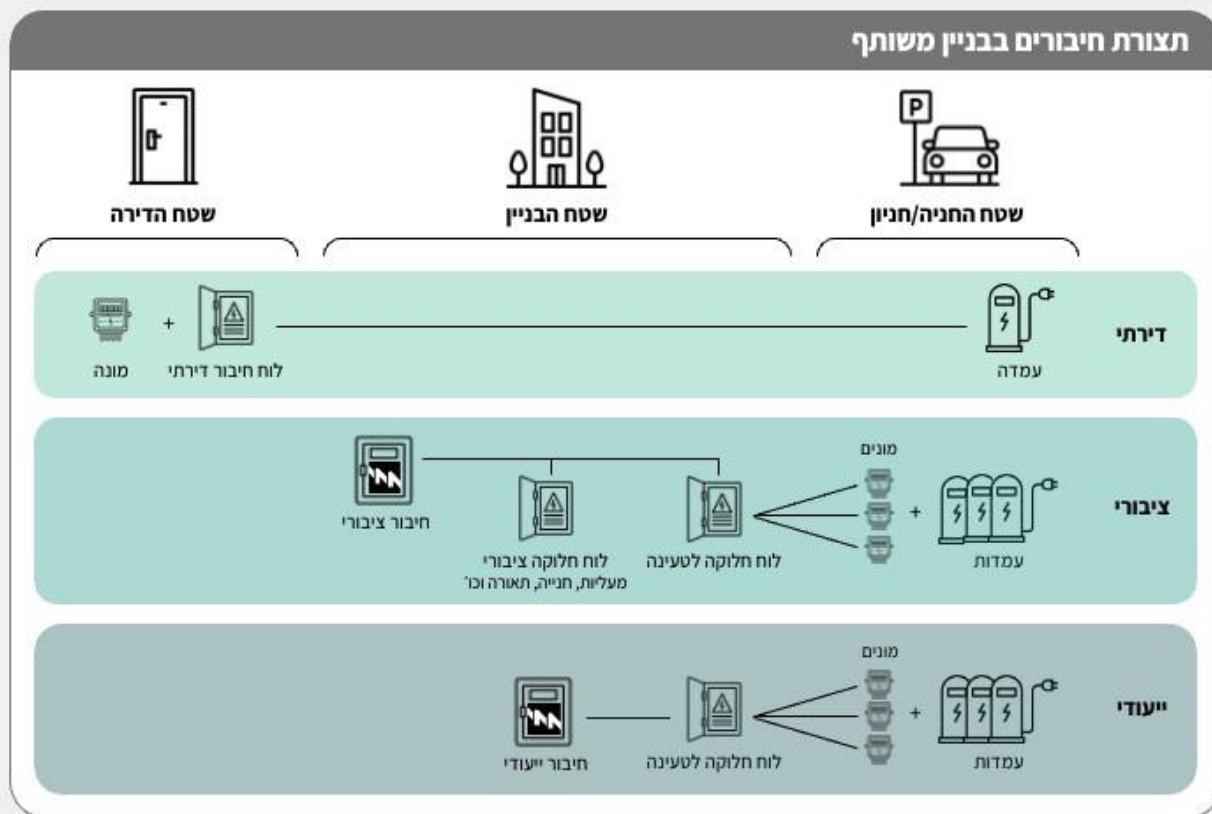 תצורת חיבורים בבניין משותף
P
שטח החניה/חניון
שטח הבניין
שטח הדירה
דירתי
עמדה
לוח חיבור דירתי
+
מונה
ציבורי
עמדות
+
מונים
לוח חלוקה לטעינה
לוח חלוקה ציבורי
מעליות, חנייה, תאורה וכו׳
חיבור ציבורי
ייעודי
עמדות
+
מונים
לוח חלוקה לטעינה
חיבור ייעודי